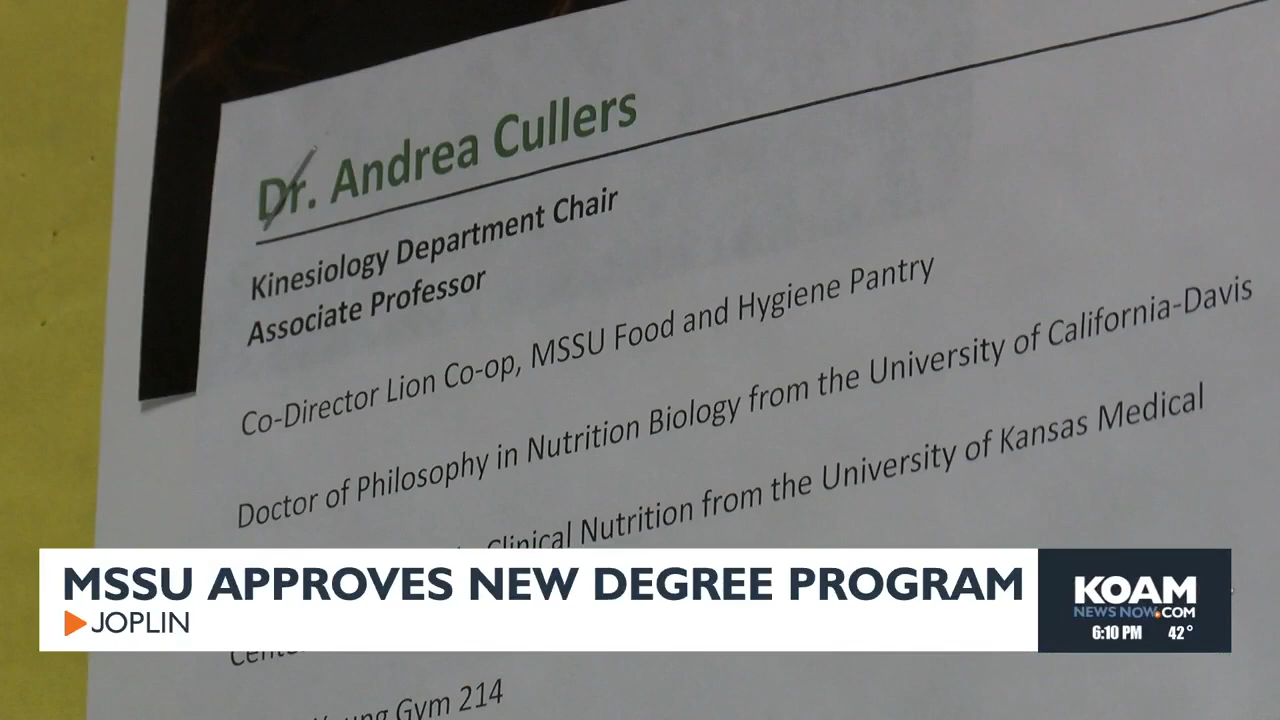 Dr. Andrea Cullers
Kinesiology Department Chair
Associate Professor
Co-Director Lion Co-op, MSSU Food and Hygiene Pantry
Doctor of Philosophy in Nutrition Biology from the University of California-Davis
Clinical Nutrition from the University of Kansas Medical
Gym 214
MSSU APPROVES NEW DEGREE PROGRAM
JOPLIN
KOAM
NEWS NOW.COM
6:10 PM 42°